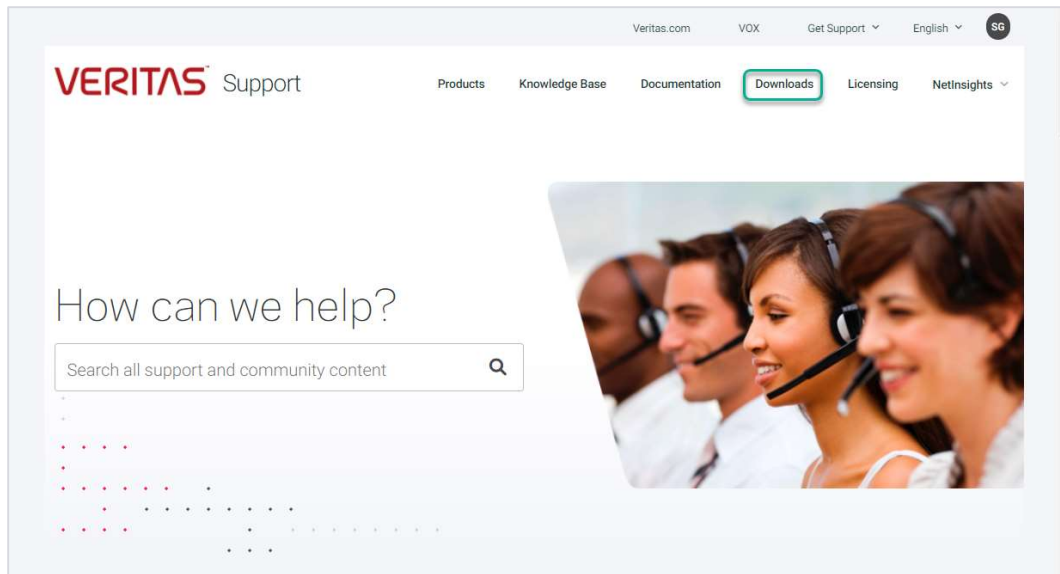 Veritas.com VOX Get Support English SG
VERITAS™ Support Products Knowledge Base Documentation Downloads Licensing NetInsights
How can we help?
Search all support and community content